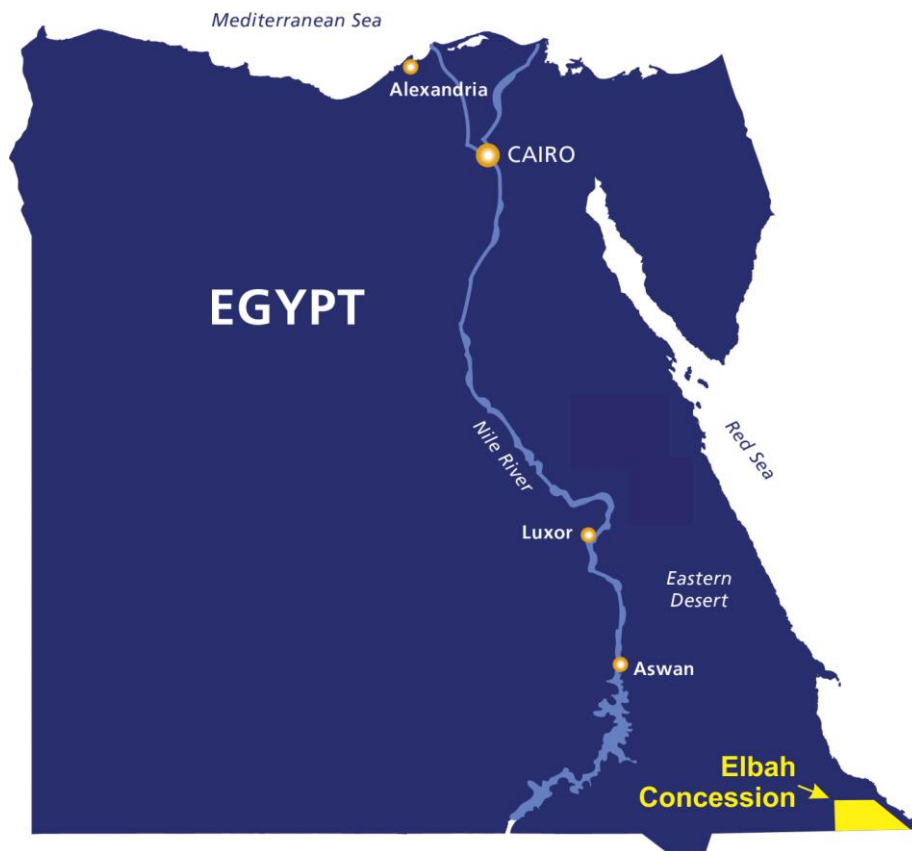 Mediterranean Sea
Alexandria
CAIRO
EGYPT
Nile River
Red Sea
Luxor
Eastern
Desert
Aswan
Elbah
Concession